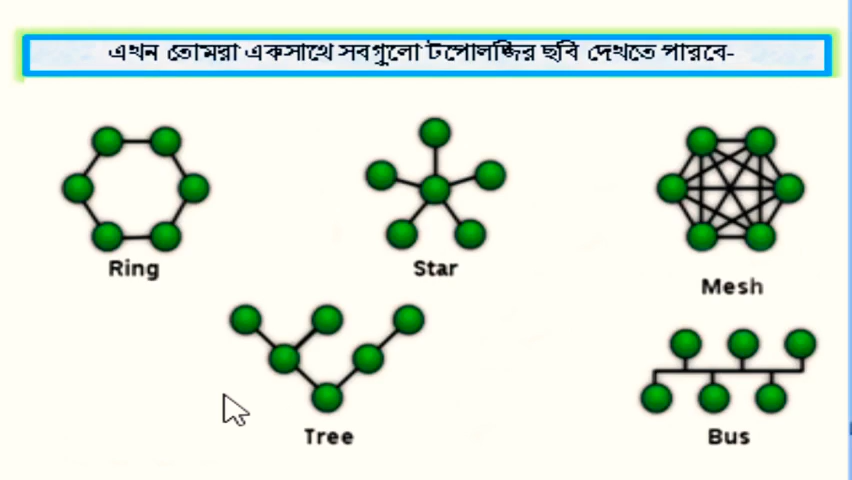 এখন তোমরা একসাথে সবগুলো টপোলজির ছবি দেখতে পারবে-
Ring
Star
Mesh
Tree
Bus